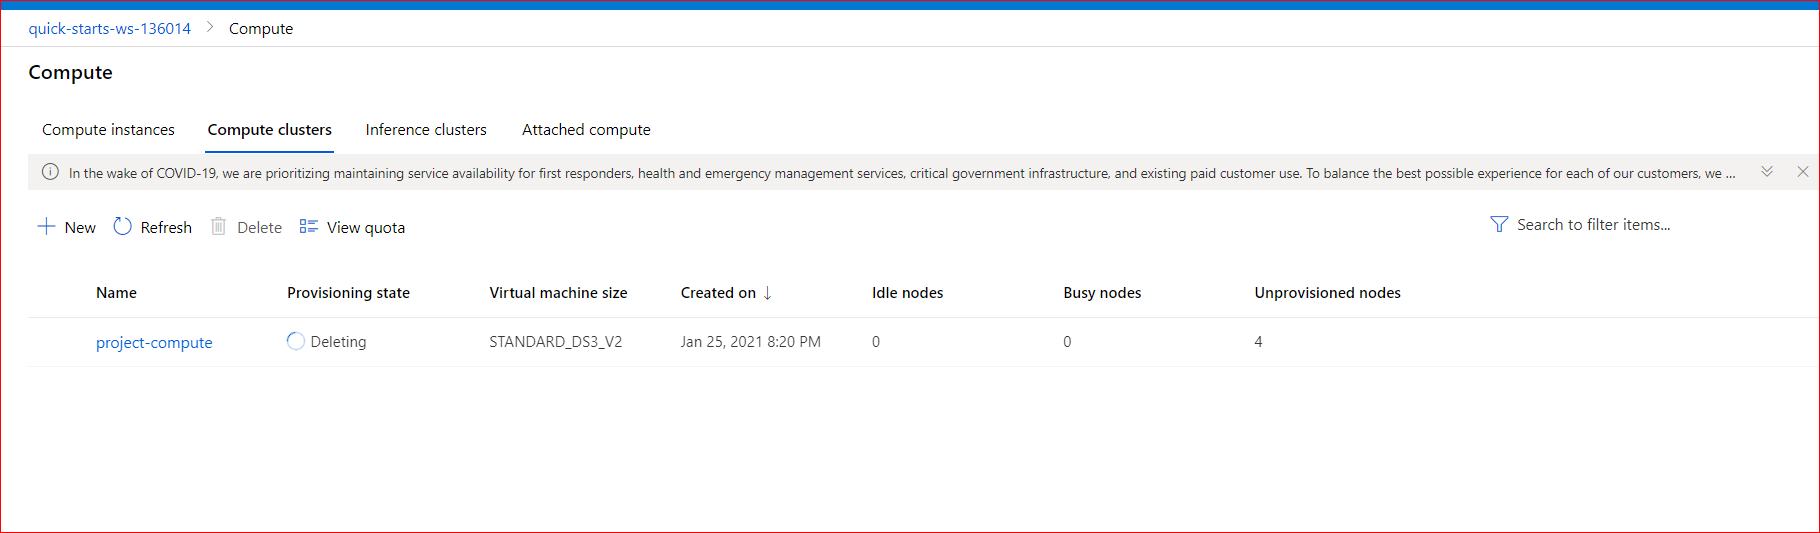 quick-starts-ws-136014 > Compute
Compute
Compute instances Compute clusters Inference clusters Attached compute
In the wake of COVID-19, we are prioritizing maintaining service availability for first responders, health and emergency management services, critical government infrastructure, and existing paid customer use. To balance the best possible experience for each of our customers, we ...
New Refresh Delete View quota Search to filter items...
Name Provisioning state Virtual machine size Created on ↓ Idle nodes Busy nodes Unprovisioned nodes
project-compute Deleting STANDARD_DS3_V2 Jan 25, 2021 8:20 PM 0 0 4